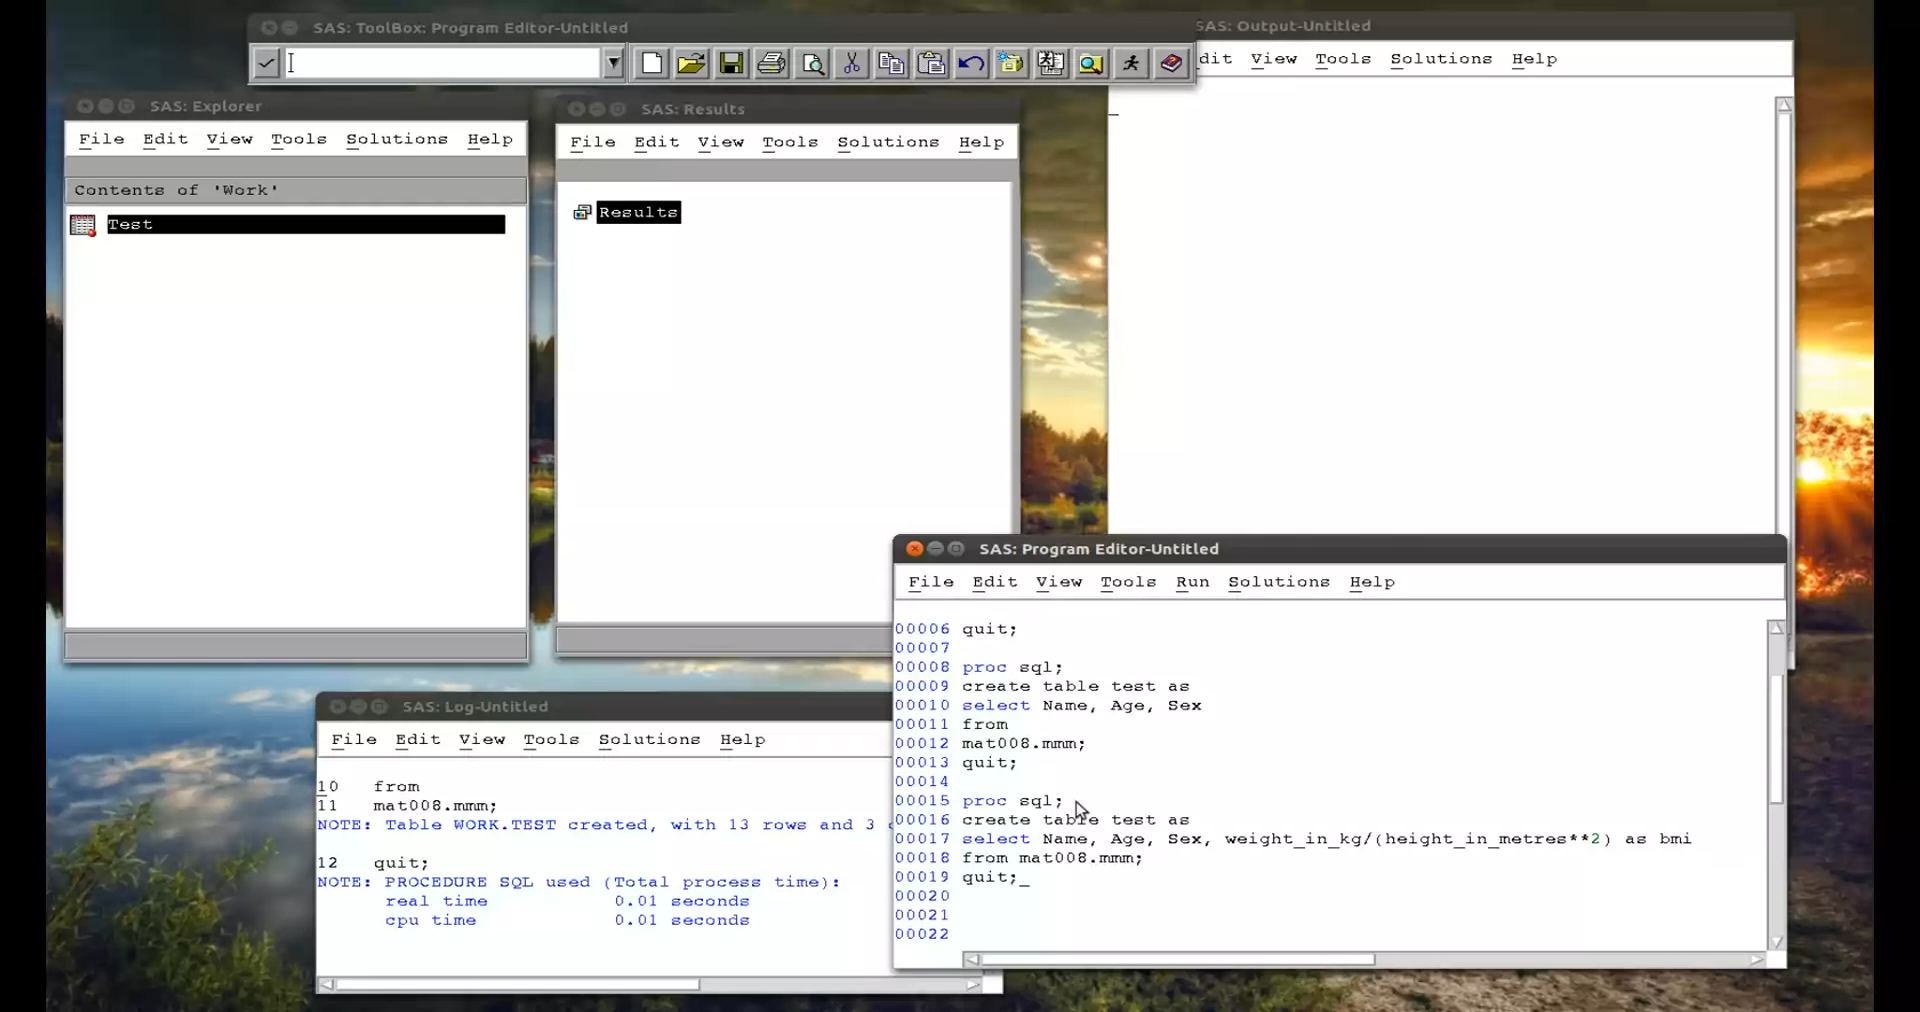 SAS: ToolBox: Program Editor-Untitled
SAS: Output-Untitled
dit View Tools Solutions Help
SAS: Explorer
File Edit View Tools Solutions Help
Contents of 'Work'
Test
SAS: Results
File Edit View Tools Solutions Help
Results
SAS: Log-Untitled
File Edit View Tools Solutions Help
10 from
11 mat008.mmm;
NOTE: Table WORK.TEST created, with 13 rows and 3
12 quit;
NOTE: PROCEDURE SQL used (Total process time):
real time 0.01 seconds
cpu time 0.01 seconds
SAS: Program Editor-Untitled
File Edit View Tools Run Solutions Help
00006 quit;
00007
00008 proc sql;
00009 create table test as
00010 select Name, Age, Sex
00011 from
00012 mat008.mmm;
00013 quit;
00014
00015 proc sql;
00016 create table test as
00017 select Name, Age, Sex, weight_in_kg/(height_in_metres**2) as bmi
00018 from mat008.mmm;
00019 quit;
00020
00021
00022